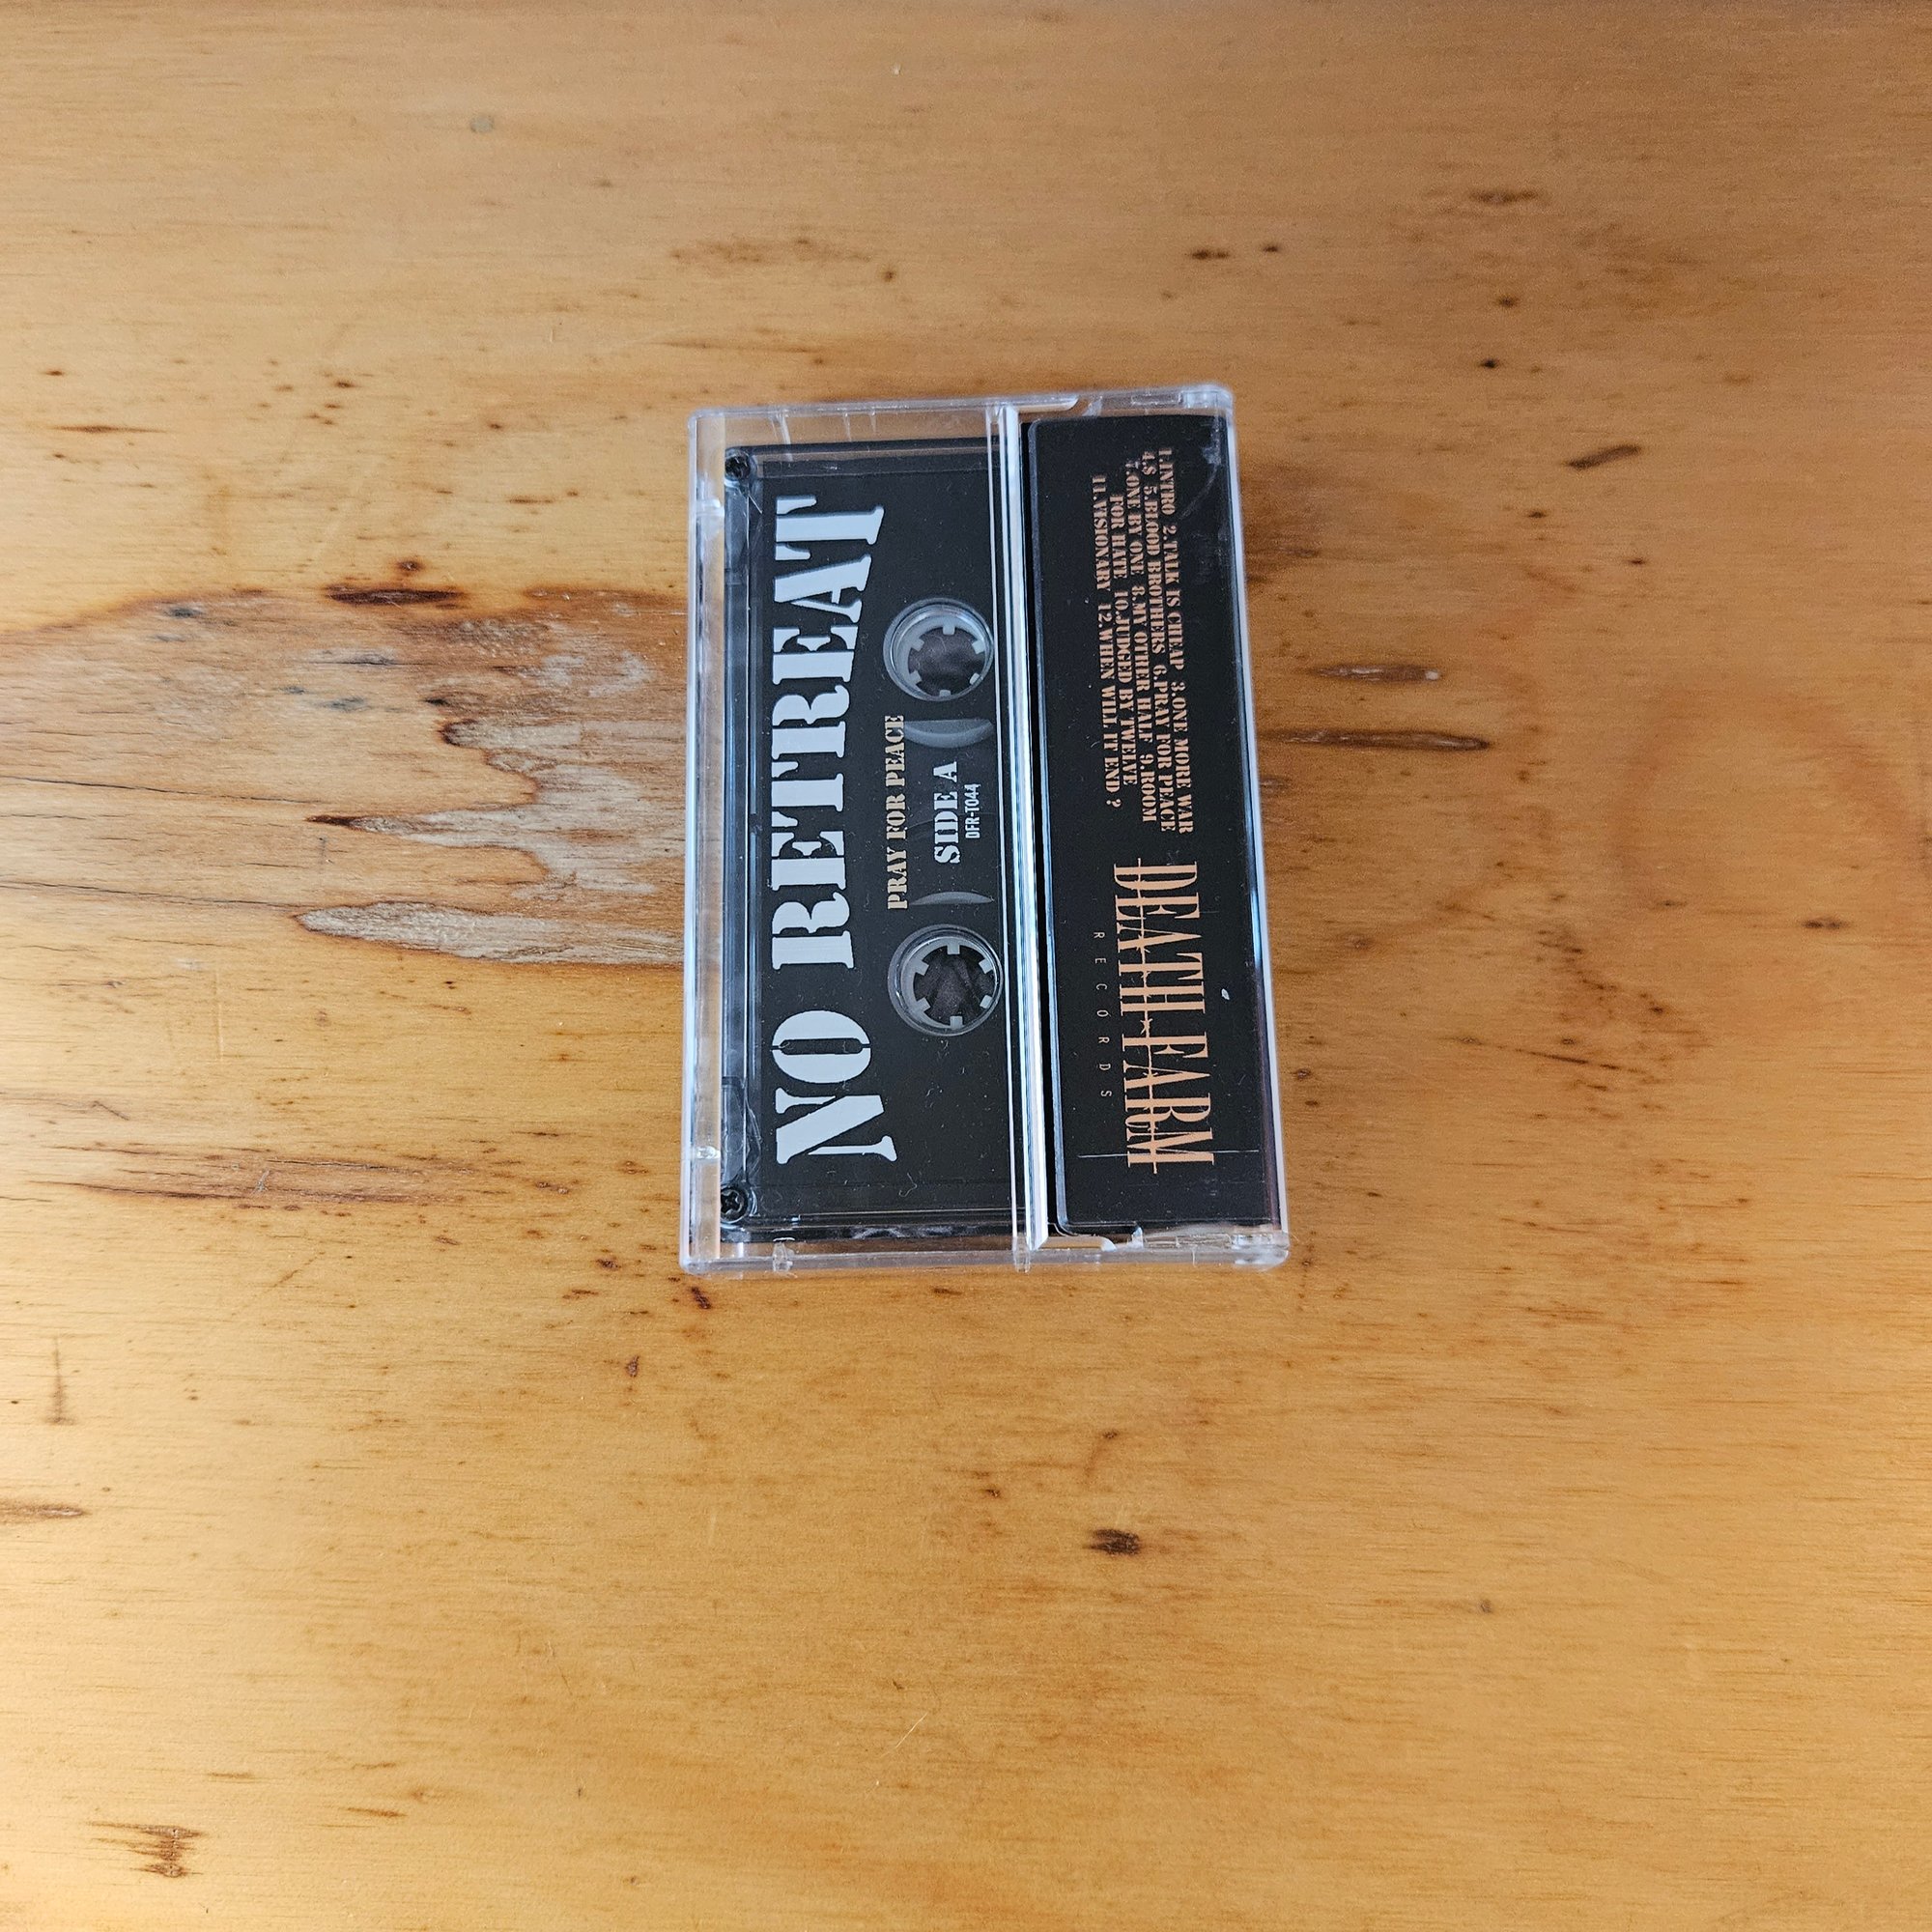 NO RETREAT
PRAY FOR PEACE
SIDE A
DFR-T044
1.INTRO 2.TALK IS CHEAP 3.ONE MORE WAR
4.S 5.BLOOD BROTHERS 6.PRAY FOR PEACE
7.ONE BY ONE 8.MY OTHER HALF 9.ROOM
FOR HATE 10.JUDGED BY TWELVE
11.VISIONARY 12.WHEN WILL IT END ?
DEATH FARM
RECORDS